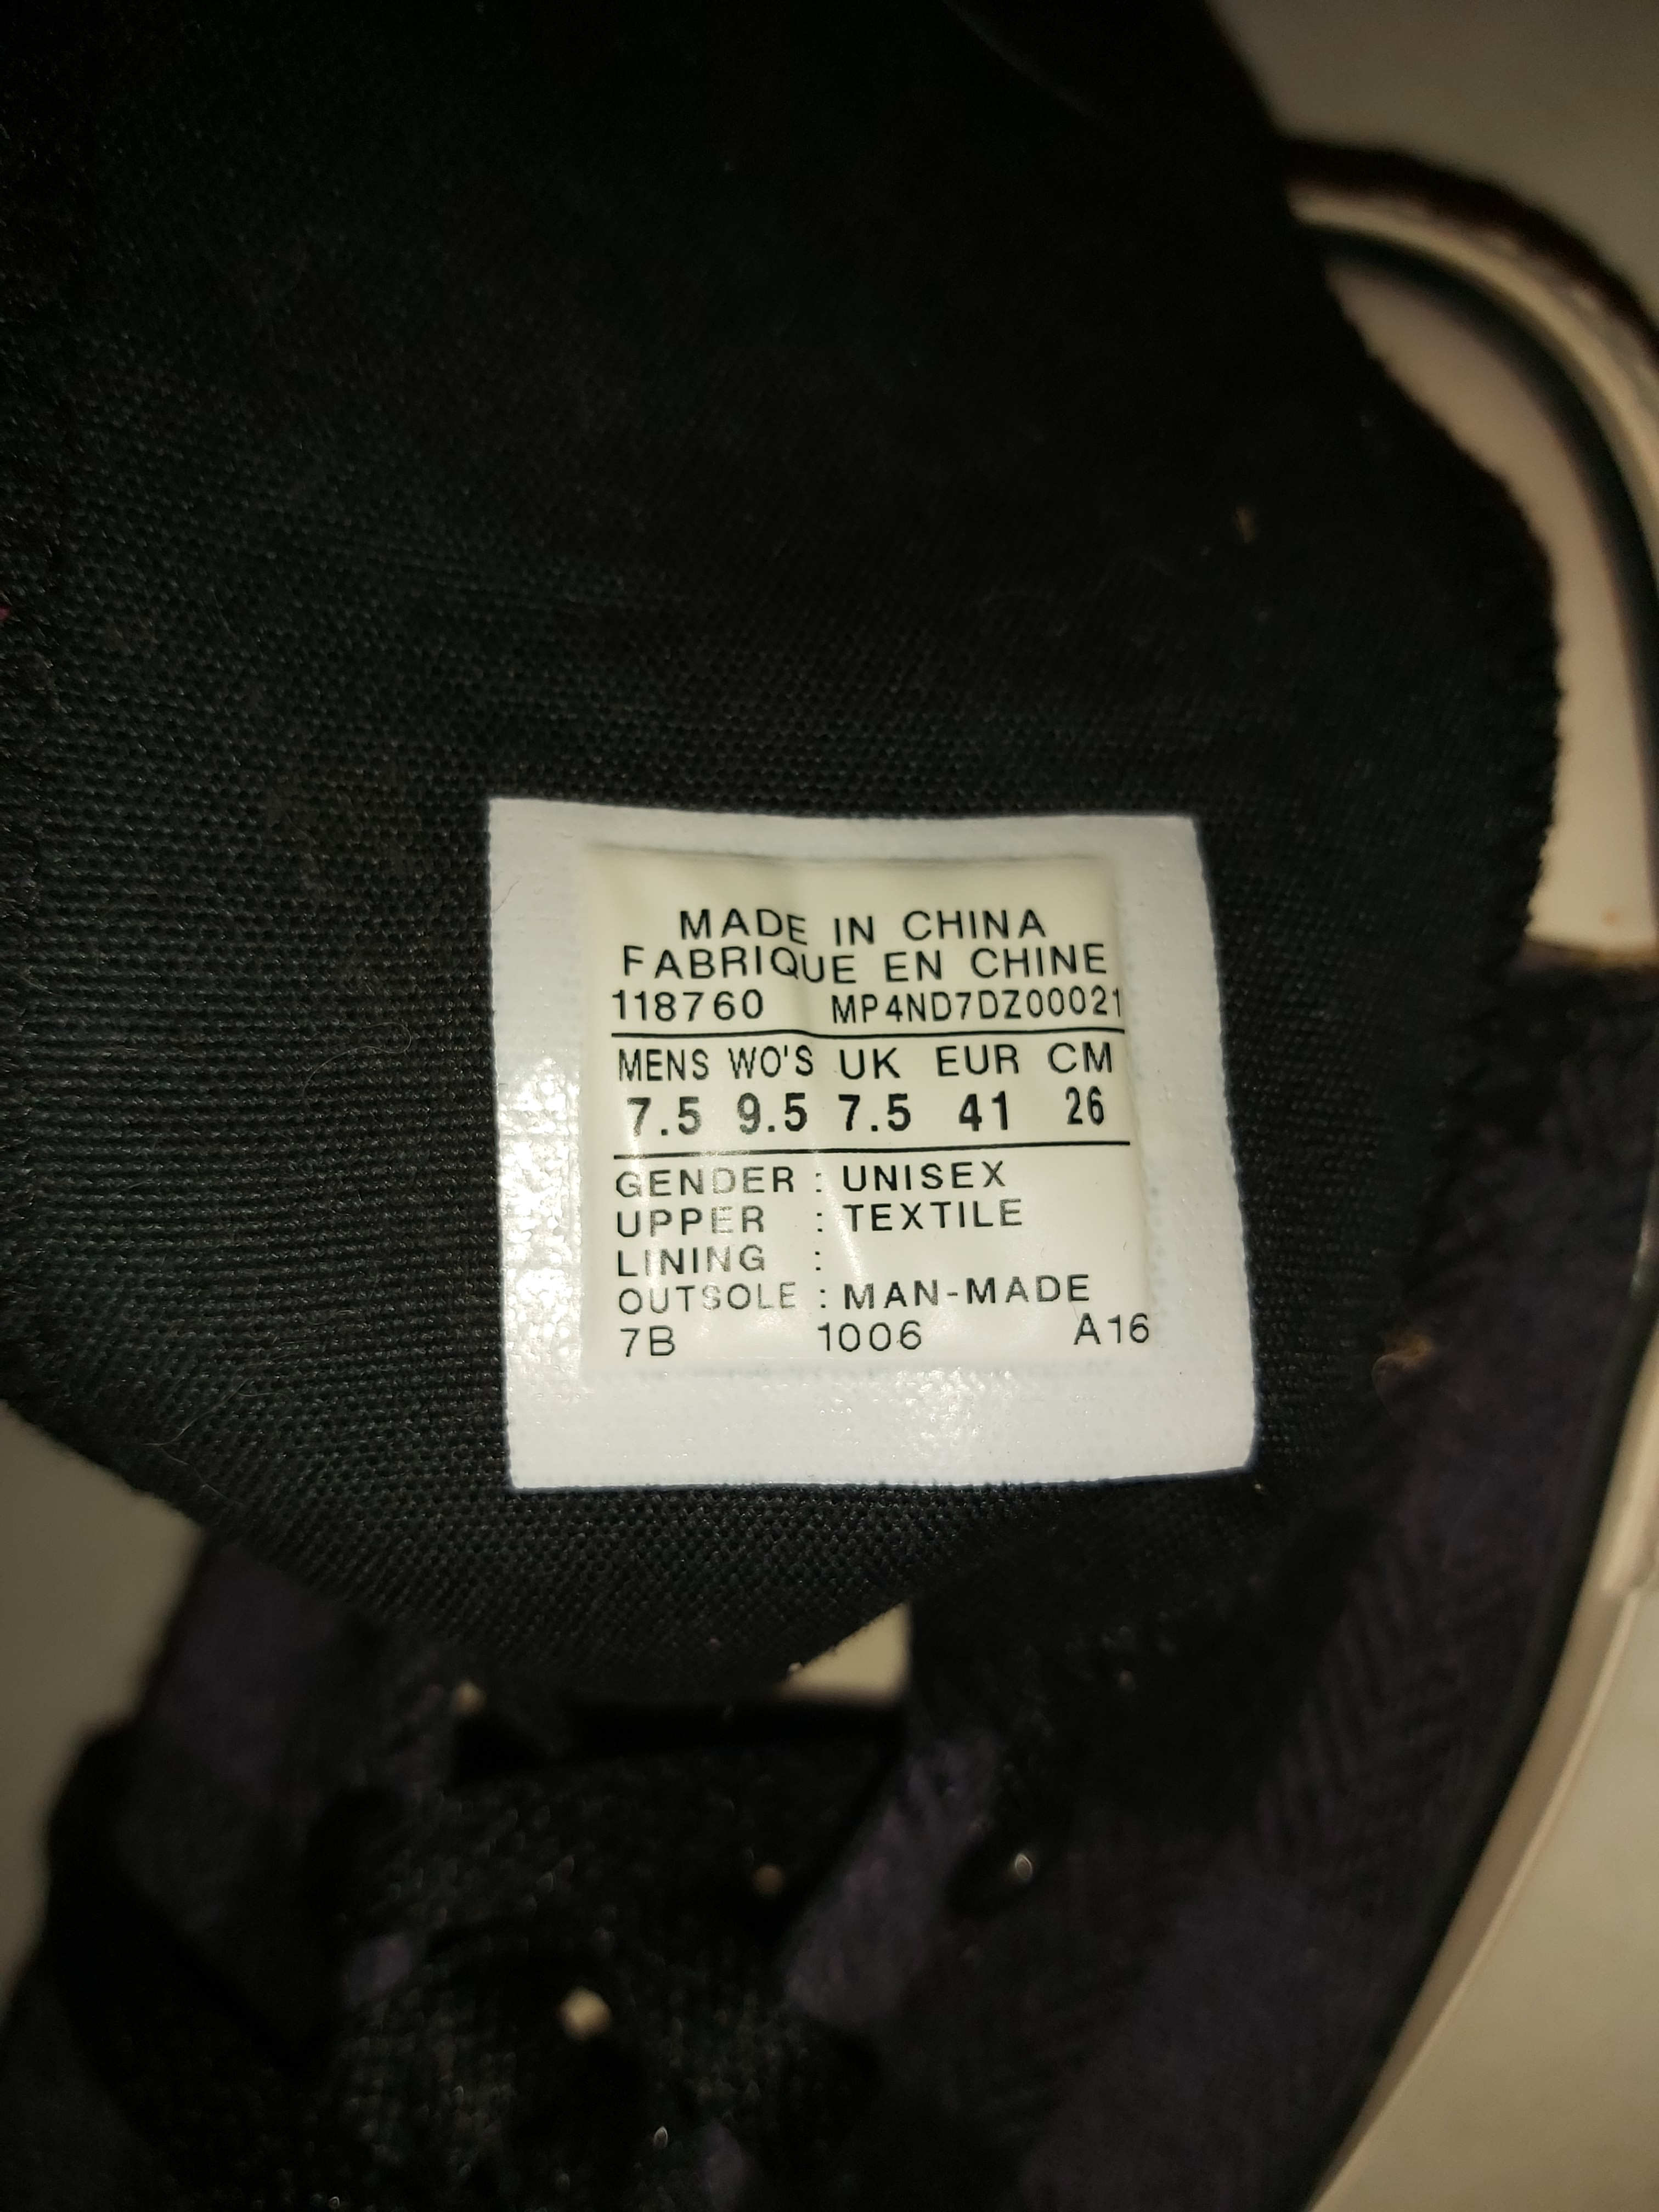 MADE IN CHINA
FABRIQUE EN CHINE
118760 MP4ND7DZ00021
MENS WO'S UK EUR CM
7.5 9.5 7.5 41 26
GENDER : UNISEX
UPPER : TEXTILE
LINING :
OUTSOLE : MAN-MADE
7B 1006 A16